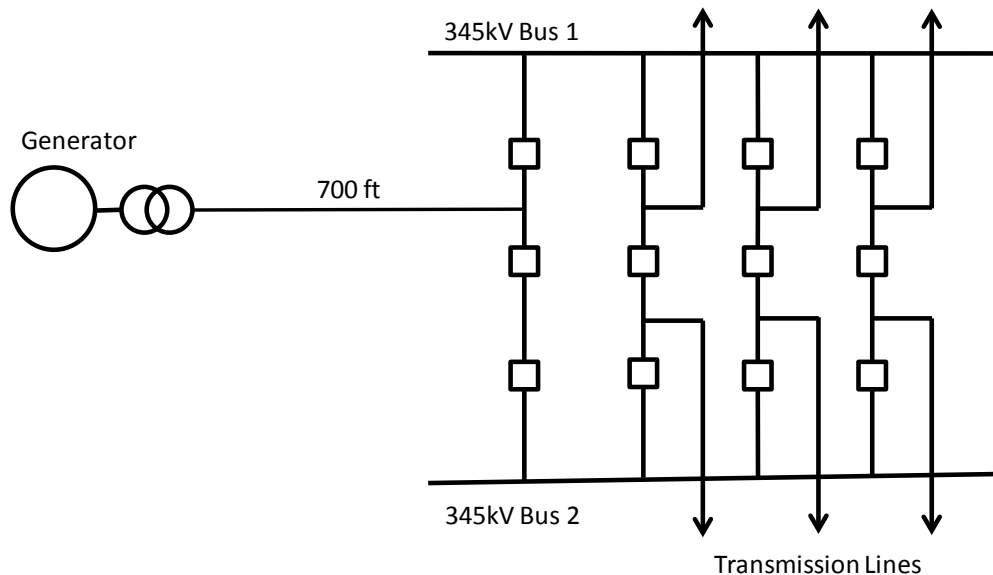 345kV Bus 1
Generator
700 ft
345kV Bus 2
Transmission Lines